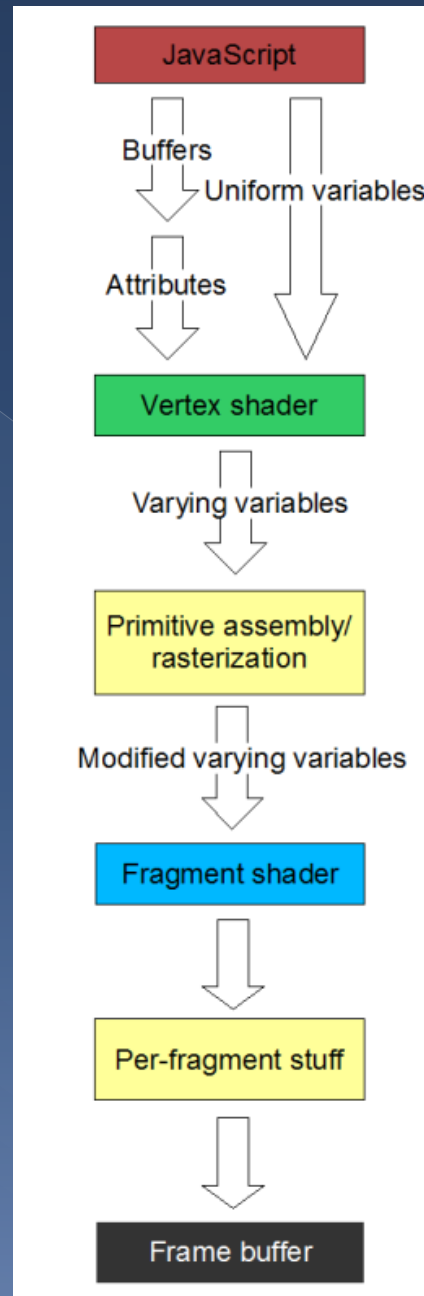 JavaScript
Buffers
Uniform variables
Attributes
Vertex shader
Varying variables
Primitive assembly/
rasterization
Modified varying variables
Fragment shader
Per-fragment stuff
Frame buffer